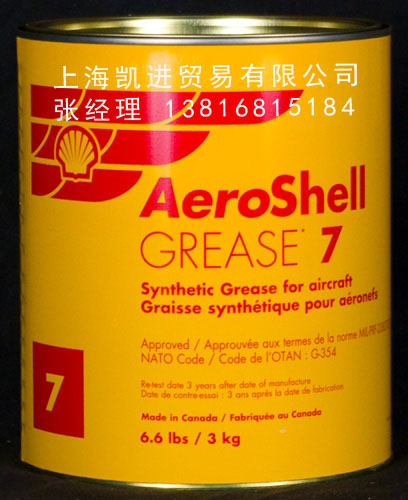 上海凯进贸易有限公司
张经理 13816815184
AeroShell
GREASE 7
Synthetic Grease for aircraft
Graisse synthétique pour aéronefs
Approved / Approuvée aux termes de la norme
NATO Code / Code de l'OTAN : G-354
Re-test date 3 years after date of manufacture
Date de contre-essai : 3 ans après la date de fabrication
7
Made in Canada / Fabriquée au Canada
6.6 lbs / 3 kg